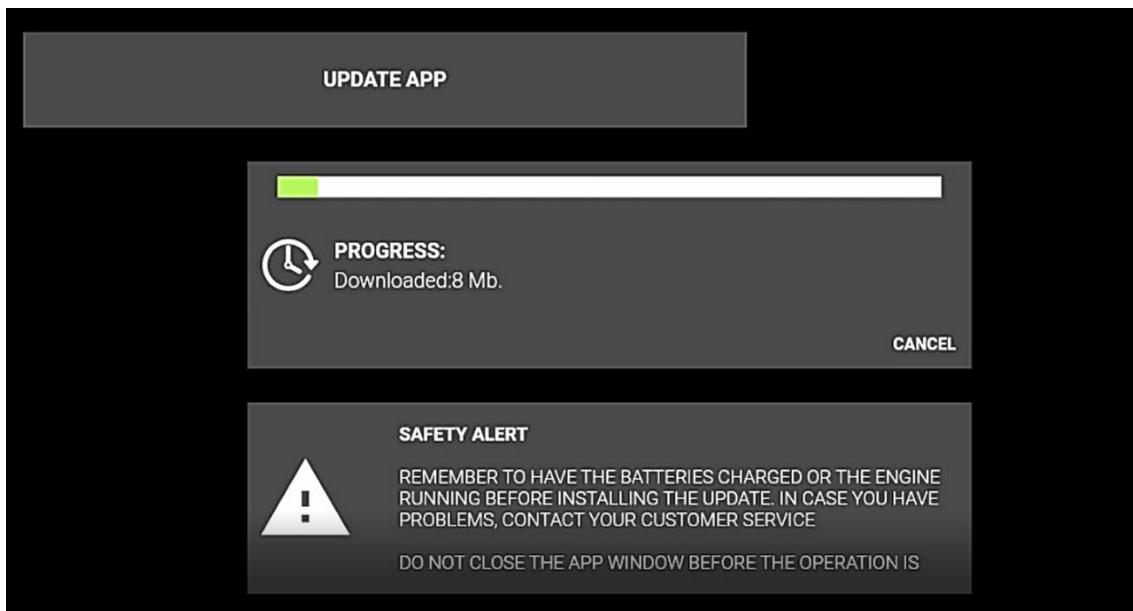 UPDATE APP
PROGRESS:
Downloaded:8 Mb.
CANCEL
SAFETY ALERT
REMEMBER TO HAVE THE BATTERIES CHARGED OR THE ENGINE
RUNNING BEFORE INSTALLING THE UPDATE. IN CASE YOU HAVE
PROBLEMS, CONTACT YOUR CUSTOMER SERVICE
DO NOT CLOSE THE APP WINDOW BEFORE THE OPERATION IS